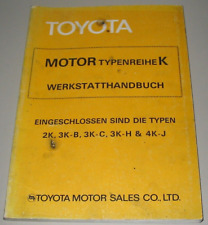 TOYOTA
MOTOR TYPENREIHE K
WERKSTATTHANDBUCH
EINGESCHLOSSEN SIND DIE TYPEN
2K, 3K-B, 3K-C, 3K-H & 4K-J
TOYOTA MOTOR SALES CO., LTD.